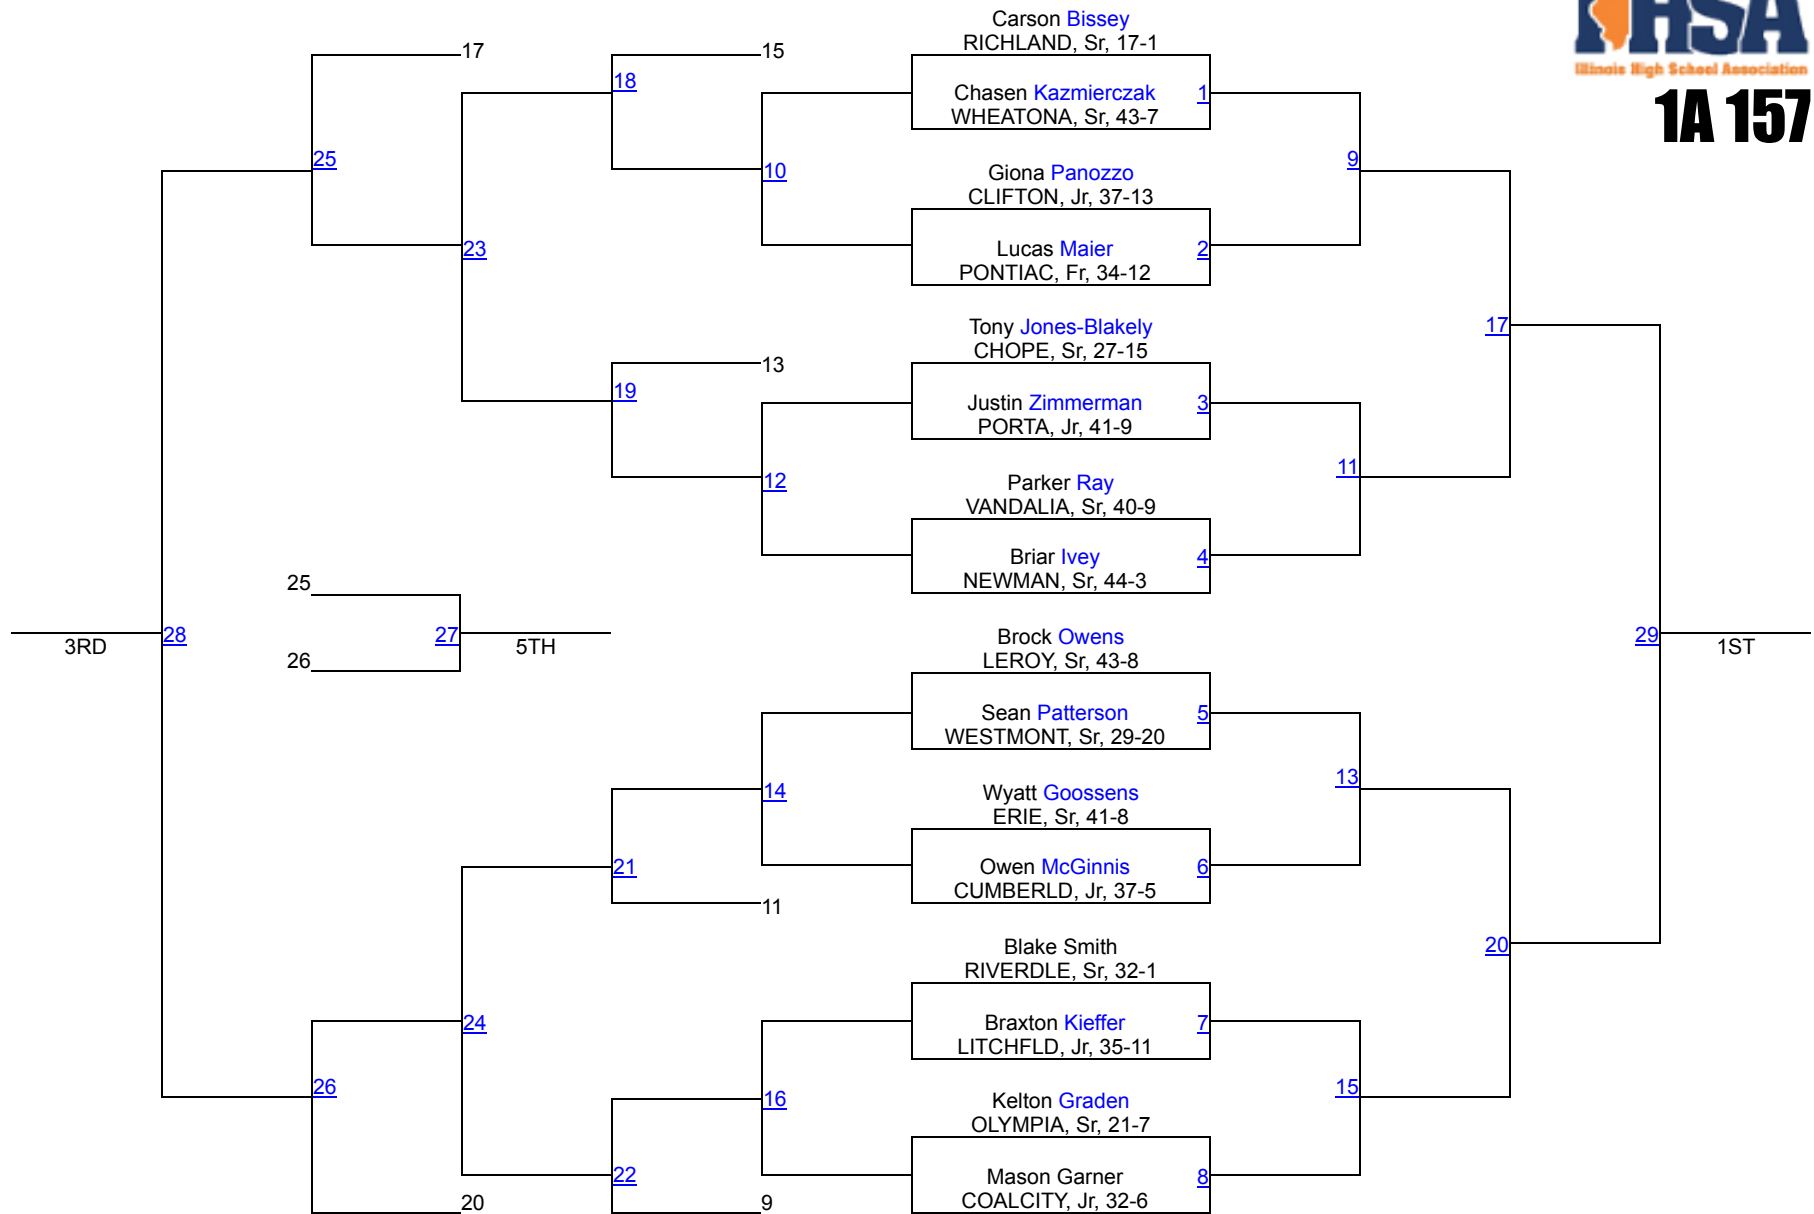 Carson Bissey
RICHLAND, Sr, 17-1
IHSA
Illinois High School Association
1A 157
17
15
18
Chasen Kazmierczak 1
WHEATONA, Sr, 43-7
25
10
9
Giona Panozzo
CLIFTON, Jr, 37-13
23
Lucas Maier 2
PONTIAC, Fr, 34-12
Tony Jones-Blakely
CHOPE, Sr, 27-15
17
13
19
Justin Zimmerman 3
PORTA, Jr, 41-9
12
11
Parker Ray
VANDALIA, Sr, 40-9
Briar Ivey 4
NEWMAN, Sr, 44-3
25
3RD
28
27
5TH
26
Brock Owens
LEROY, Sr, 43-8
29
1ST
Sean Patterson 5
WESTMONT, Sr, 29-20
14
13
Wyatt Goossens
ERIE, Sr, 41-8
21
Owen McGinnis 6
CUMBERLD, Jr, 37-5
11
Blake Smith
RIVERDLE, Sr, 32-1
20
24
Braxton Kieffer 7
LITCHFLD, Jr, 35-11
26
16
15
Kelton Graden
OLYMPIA, Sr, 21-7
22
Mason Garner 8
COALCITY, Jr, 32-6
20
9